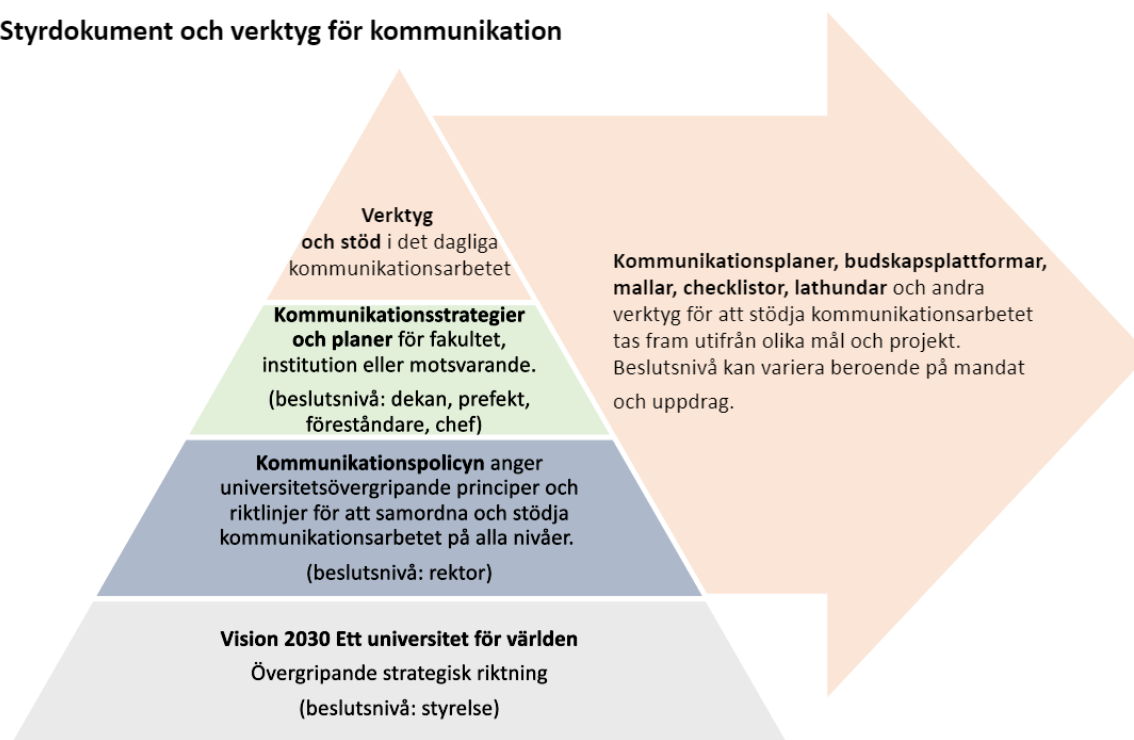 Styrdokument och verktyg för kommunikation
Verktyg
och stöd i det dagliga
kommunikationsarbetet
Kommunikationsstrategier
och planer för fakultet,
institution eller motsvarande.
(beslutsnivå: dekan, prefekt,
föreståndare, chef)
Kommunikationspolicyn anger
universitetsövergripande principer och
riktlinjer för att samordna och stödja
kommunikationsarbetet på alla nivåer.
(beslutsnivå: rektor)
Vision 2030 Ett universitet för världen
Övergripande strategisk riktning
(beslutsnivå: styrelse)
Kommunikationsplaner, budskapsplattformar,
mallar, checklistor, lathundar och andra
verktyg för att stödja kommunikationsarbetet
tas fram utifrån olika mål och projekt.
Beslutsnivå kan variera beroende på mandat
och uppdrag.